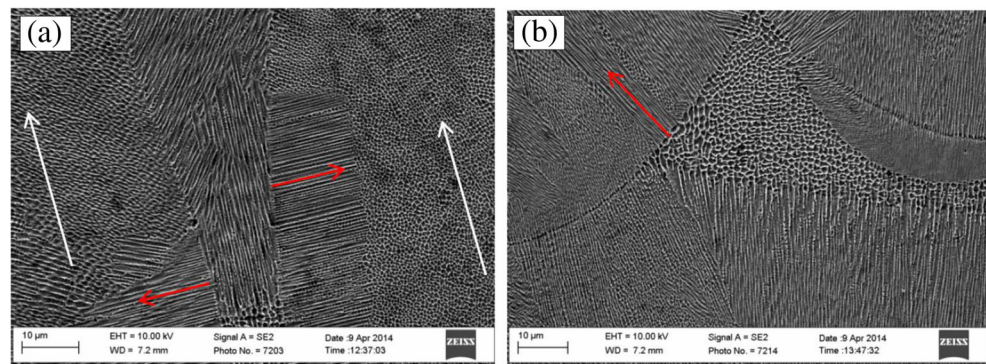 (a)
10 µm
EHT = 10.00 kV
WD = 7.2 mm
Signal A = SE2
Photo No. = 7203
Date :9 Apr 2014
Time :12:37:03
ZEISS
(b)
10 µm
EHT = 10.00 kV
WD = 7.2 mm
Signal A = SE2
Photo No. = 7214
Date :9 Apr 2014
Time :13:47:32
ZEISS